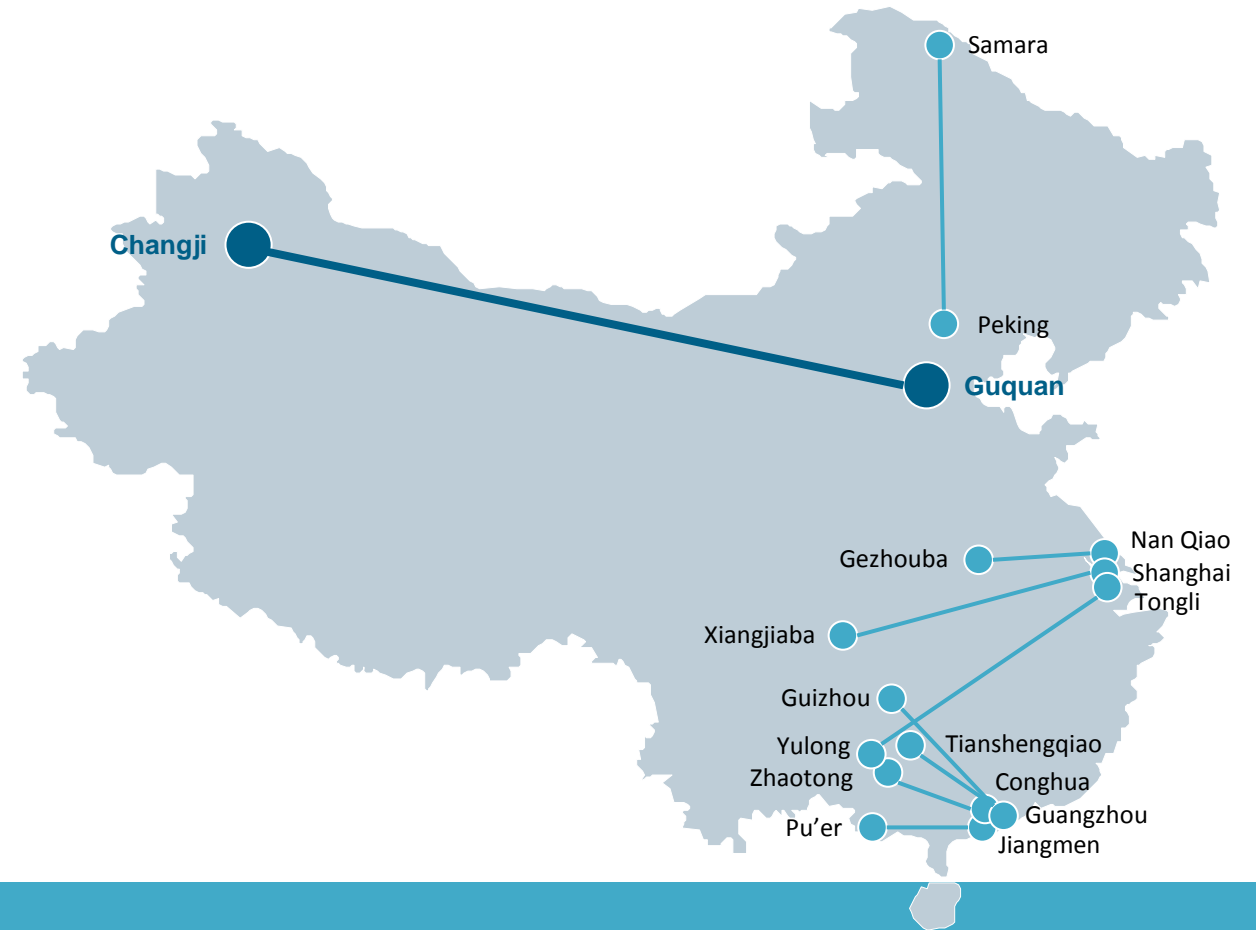 Samara
Changji
Peking
Guquan
Nan Qiao
Gezhouba
Shanghai
Tongli
Xiangjiaba
Guizhou
Yulong
Tianshengqiao
Zhaotong
Conghua
Guangzhou
Pu’er
Jiangmen